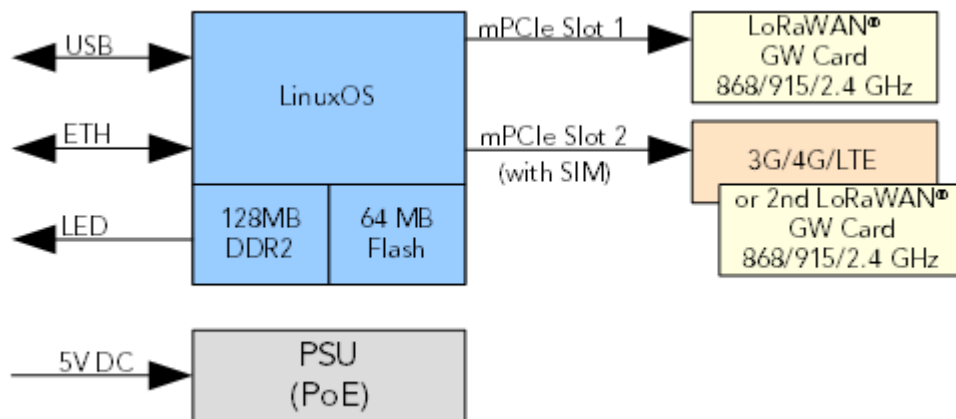 USB
ETH
LED
5V DC
LinuxOS
128MB
DDR2
64 MB
Flash
PSU
(PoE)
mPCIe Slot 1
mPCIe Slot 2
(with SIM)
LoRaWAN®
GW Card
868/915/2.4 GHz
3G/4G/LTE
or 2nd LoRaWAN®
GW Card
868/915/2.4 GHz